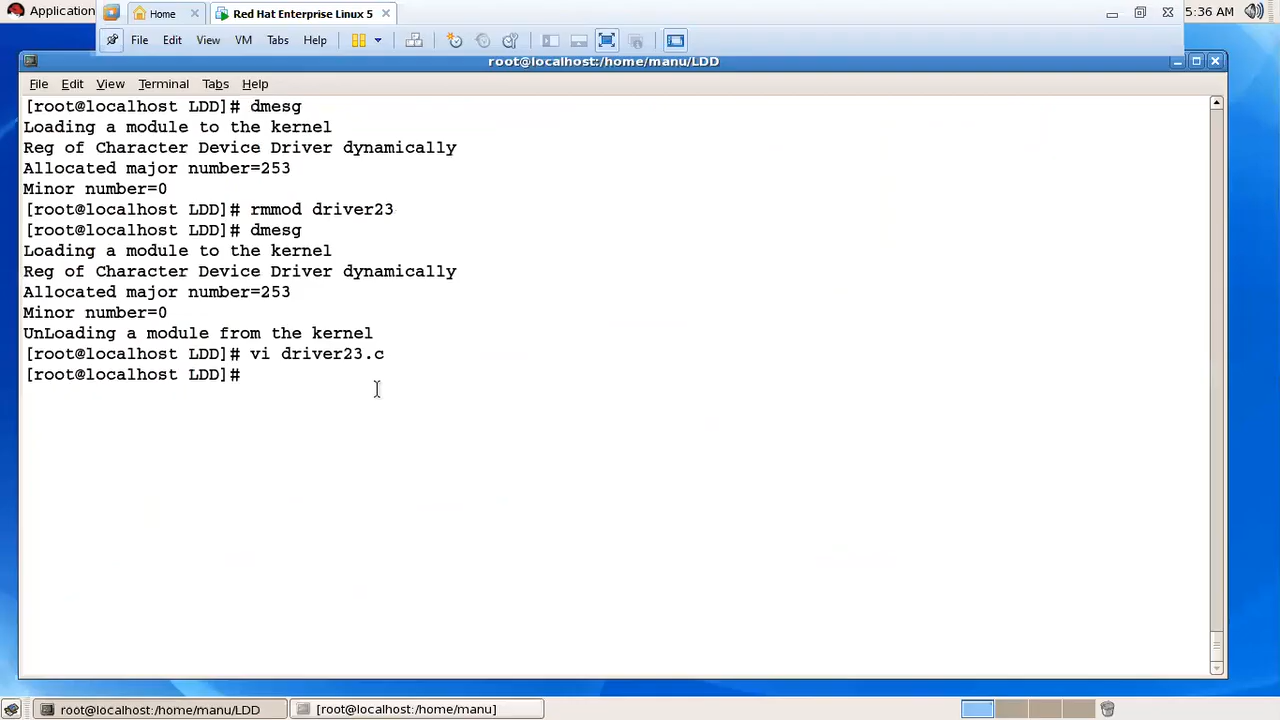 Application
Home
Red Hat Enterprise Linux 5
5:36 AM
File Edit View VM Tabs Help
root@localhost:/home/manu/LDD
File Edit View Terminal Tabs Help
[root@localhost LDD]# dmesg
Loading a module to the kernel
Reg of Character Device Driver dynamically
Allocated major number=253
Minor number=0
[root@localhost LDD]# rmmod driver23
[root@localhost LDD]# dmesg
Loading a module to the kernel
Reg of Character Device Driver dynamically
Allocated major number=253
Minor number=0
UnLoading a module from the kernel
[root@localhost LDD]# vi driver23.c
[root@localhost LDD]#
root@localhost:/home/manu/LDD
[root@localhost:/home/manu]